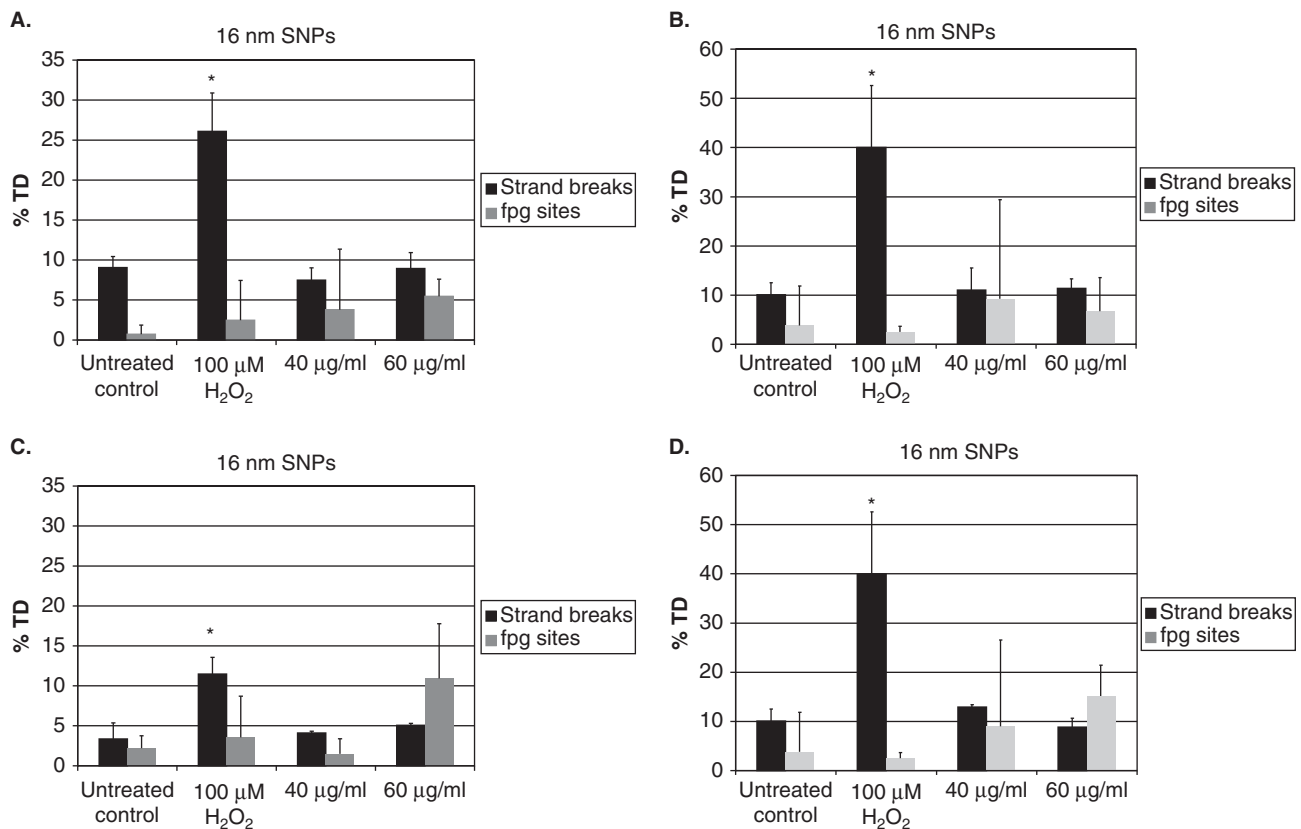 A.
16 nm SNPs
35
30
25
20
15
10
5
0
% TD
*
Untreated control
100 μM H₂O₂
40 μg/ml
60 μg/ml
Strand breaks
fpg sites
B.
16 nm SNPs
60
50
40
30
20
10
0
% TD
*
Untreated control
100 μM H₂O₂
40 μg/ml
60 μg/ml
Strand breaks
fpg sites
C.
16 nm SNPs
35
30
25
20
15
10
5
0
% TD
*
Untreated control
100 μM H₂O₂
40 μg/ml
60 μg/ml
Strand breaks
fpg sites
D.
16 nm SNPs
60
50
40
30
20
10
0
% TD
*
Untreated control
100 μM H₂O₂
40 μg/ml
60 μg/ml
Strand breaks
fpg sites